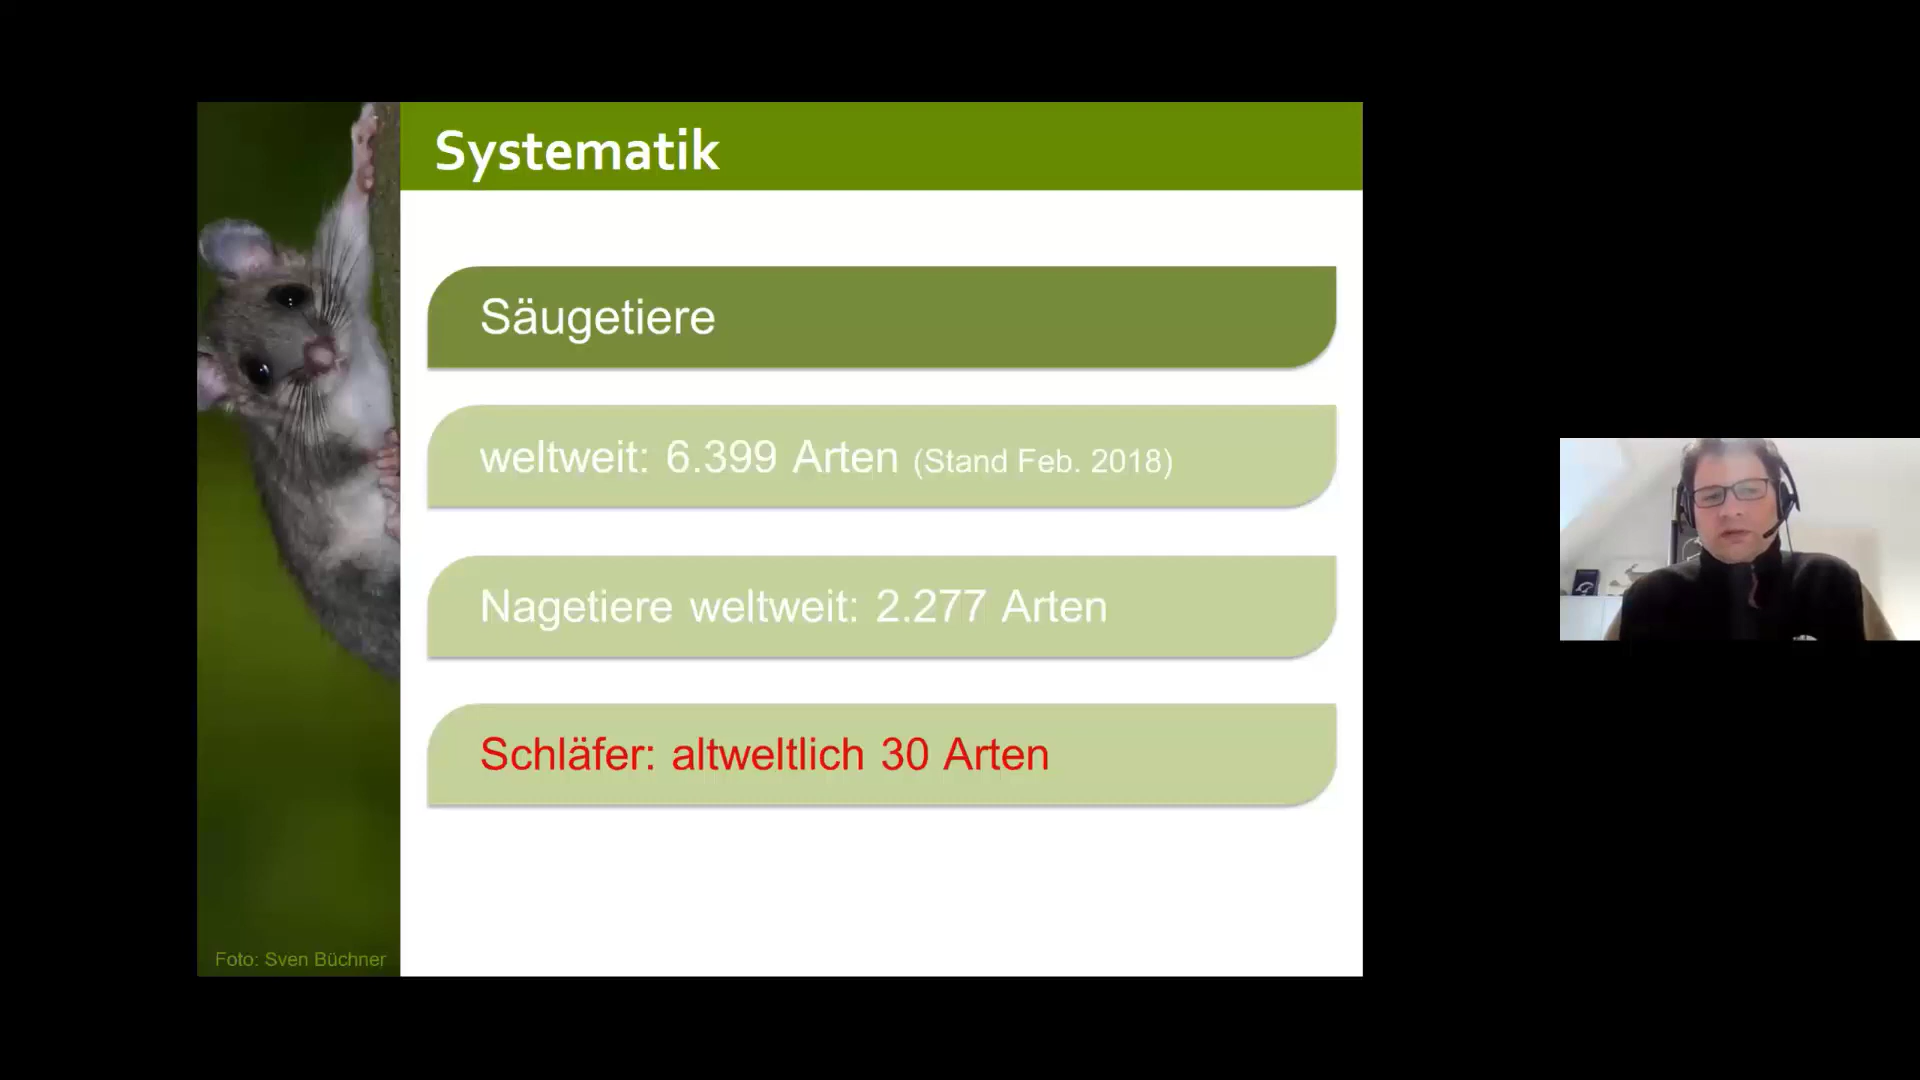 Systematik
Säugetiere
weltweit: 6.399 Arten (Stand Feb. 2018)
Nagetiere weltweit: 2.277 Arten
Schläfer: altweltlich 30 Arten
Foto: Sven Büchner